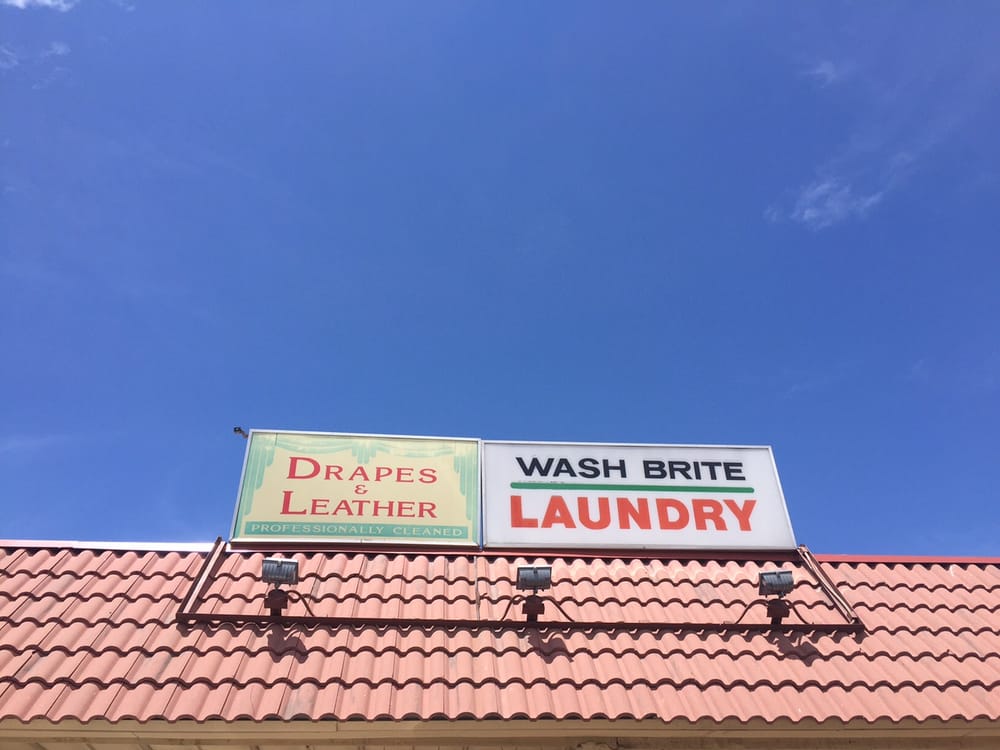 DRAPES
&
LEATHER
PROFESSIONALLY CLEANED
WASH BRITE
LAUNDRY